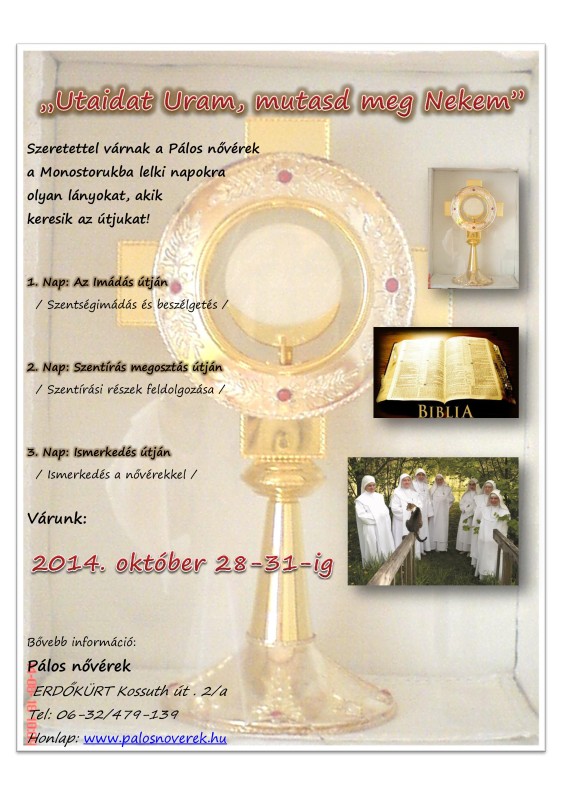 „Utaidat Uram, mutasd meg Nekem”
Szeretettel várnak a Pálos nővérek
a Monostorukba lelki napokra
olyan lányokat, akik
keresik az útjukat!
1. Nap: Az Imádás útján
/ Szentségimádás és beszélgetés /
2. Nap: Szentírás megosztás útján
/ Szentírási részek feldolgozása /
BIBLIA
3. Nap: Ismerkedés útján
/ Ismerkedés a nővérekkel /
Várunk:
2014. október 28-31-ig
Bővebb információ:
Pálos nővérek
ERDŐKÜRT Kossuth út . 2/a
Tel: 06-32/479-139
Honlap: www.palosnoverek.hu